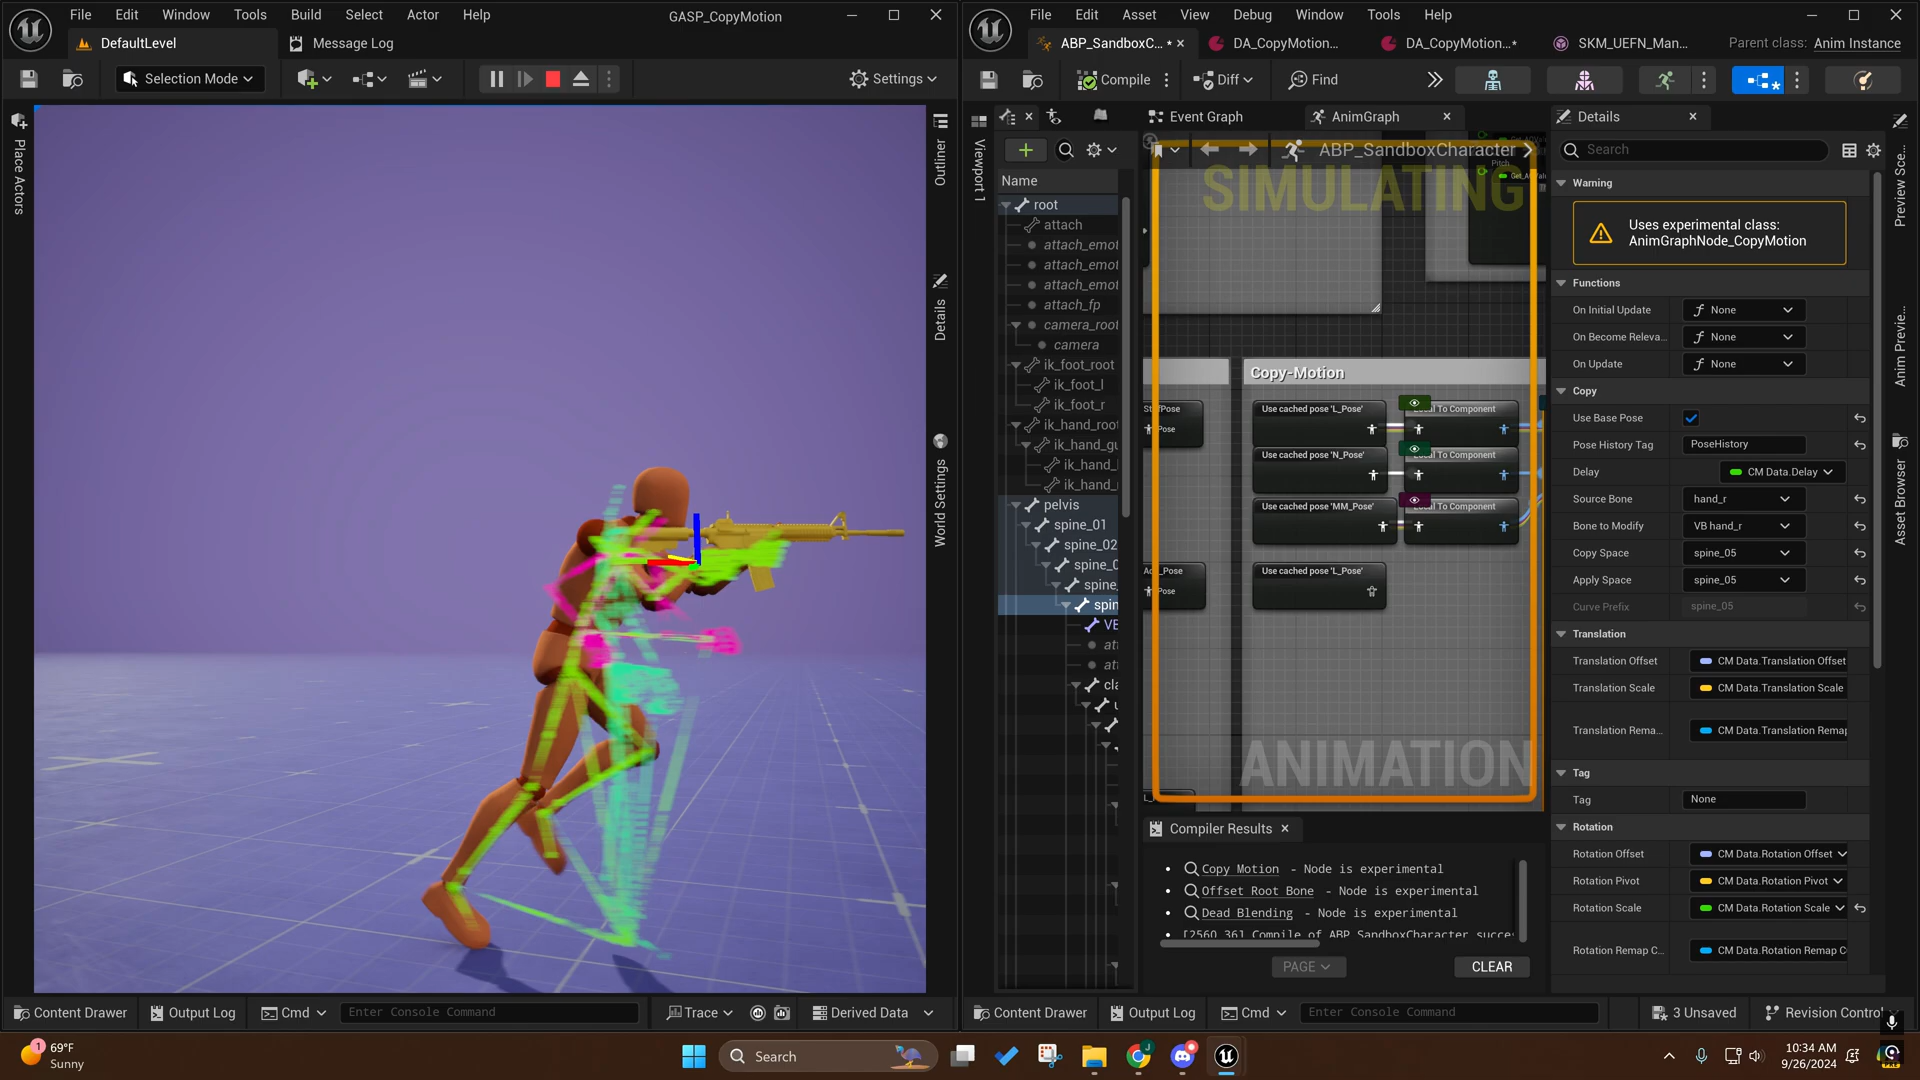 File Edit Window Tools Build Select Actor Help
GASP_CopyMotion
DefaultLevel
Message Log
Selection Mode
Settings
Place Actors
Outliner
Details
World Settings
Content Drawer
Output Log
Cmd
Enter Console Command
Trace
Derived Data
File Edit Asset View Debug Window Tools Help
ABP_SandboxC... •
DA_CopyMotion...
DA_CopyMotion...•
SKM_UEFN_Man...
Parent class: Anim Instance
Compile
Diff
Find
Viewport 1
Name
root
attach
attach_emot
attach_emot
attach_emot
attach_fp
camera_root
camera
ik_foot_root
ik_foot_l
ik_foot_r
ik_hand_root
ik_hand_gu
ik_hand_
ik_hand_
pelvis
spine_01
spine_02
spine_0
spine_
spin
VE
at
at
cla
Event Graph
AnimGraph
ABP_SandboxCharacter
SIMULATING
Pitch
Copy-Motion
Pose
Use cached pose 'L_Pose'
Local To Component
Use cached pose 'N_Pose'
Local To Component
Use cached pose 'MM_Pose'
Local To Component
Use cached pose 'L_Pose'
Pose
ANIMATION
Compiler Results
Copy Motion - Node is experimental
Offset Root Bone - Node is experimental
Dead Blending - Node is experimental
[2560.36] Compile of ABP_SandboxCharacter succe
PAGE
CLEAR
Details
Search
Warning
Uses experimental class:
AnimGraphNode_CopyMotion
Functions
On Initial Update None
On Become Releva... None
On Update None
Copy
Use Base Pose
Pose History Tag PoseHistory
Delay CM Data.Delay
Source Bone hand_r
Bone to Modify VB hand_r
Copy Space spine_05
Apply Space spine_05
Curve Prefix spine_05
Translation
Translation Offset CM Data.Translation Offset
Translation Scale CM Data.Translation Scale
Translation Rema... CM Data.Translation Remap
Tag
Tag None
Rotation
Rotation Offset CM Data.Rotation Offset
Rotation Pivot CM Data.Rotation Pivot
Rotation Scale CM Data.Rotation Scale
Rotation Remap C... CM Data.Rotation Remap C
Preview Sce...
Anim Previe...
Asset Browser
Content Drawer
Output Log
Cmd
Enter Console Command
3 Unsaved
Revision Control
1
69°F
Sunny
Search
J
10:34 AM
9/26/2024
PRE